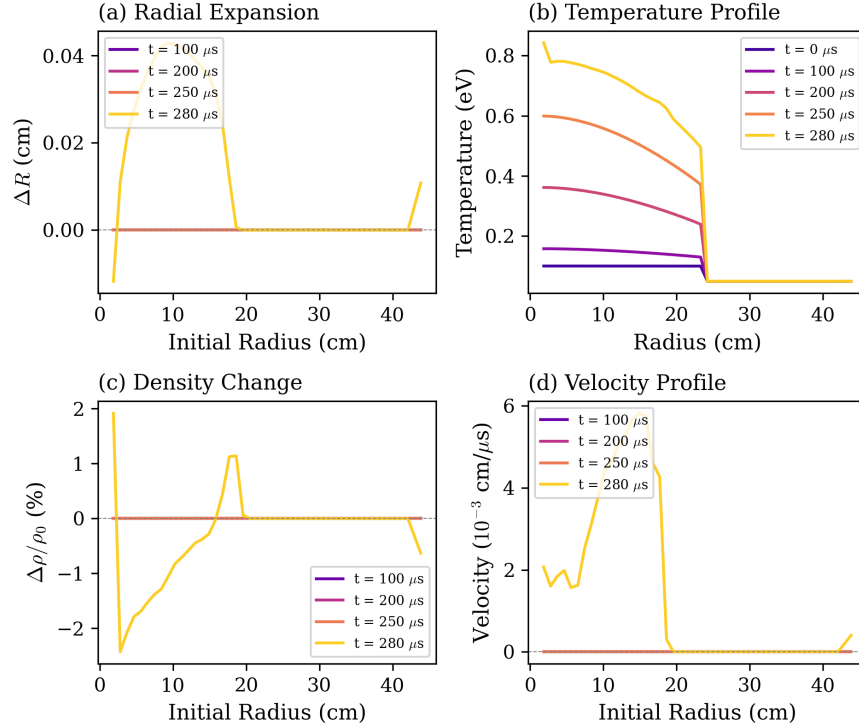 (a) Radial Expansion
ΔR (cm)
0.04
0.02
0.00
t = 100 μs
t = 200 μs
t = 250 μs
t = 280 μs
0 10 20 30 40
Initial Radius (cm)
(b) Temperature Profile
Temperature (eV)
0.8
0.6
0.4
0.2
t = 0 μs
t = 100 μs
t = 200 μs
t = 250 μs
t = 280 μs
0 10 20 30 40
Radius (cm)
(c) Density Change
Δρ/ρ₀ (%)
2
1
0
−1
−2
t = 100 μs
t = 200 μs
t = 250 μs
t = 280 μs
0 10 20 30 40
Initial Radius (cm)
(d) Velocity Profile
Velocity (10⁻³ cm/μs)
6
4
2
0
t = 100 μs
t = 200 μs
t = 250 μs
t = 280 μs
0 10 20 30 40
Initial Radius (cm)